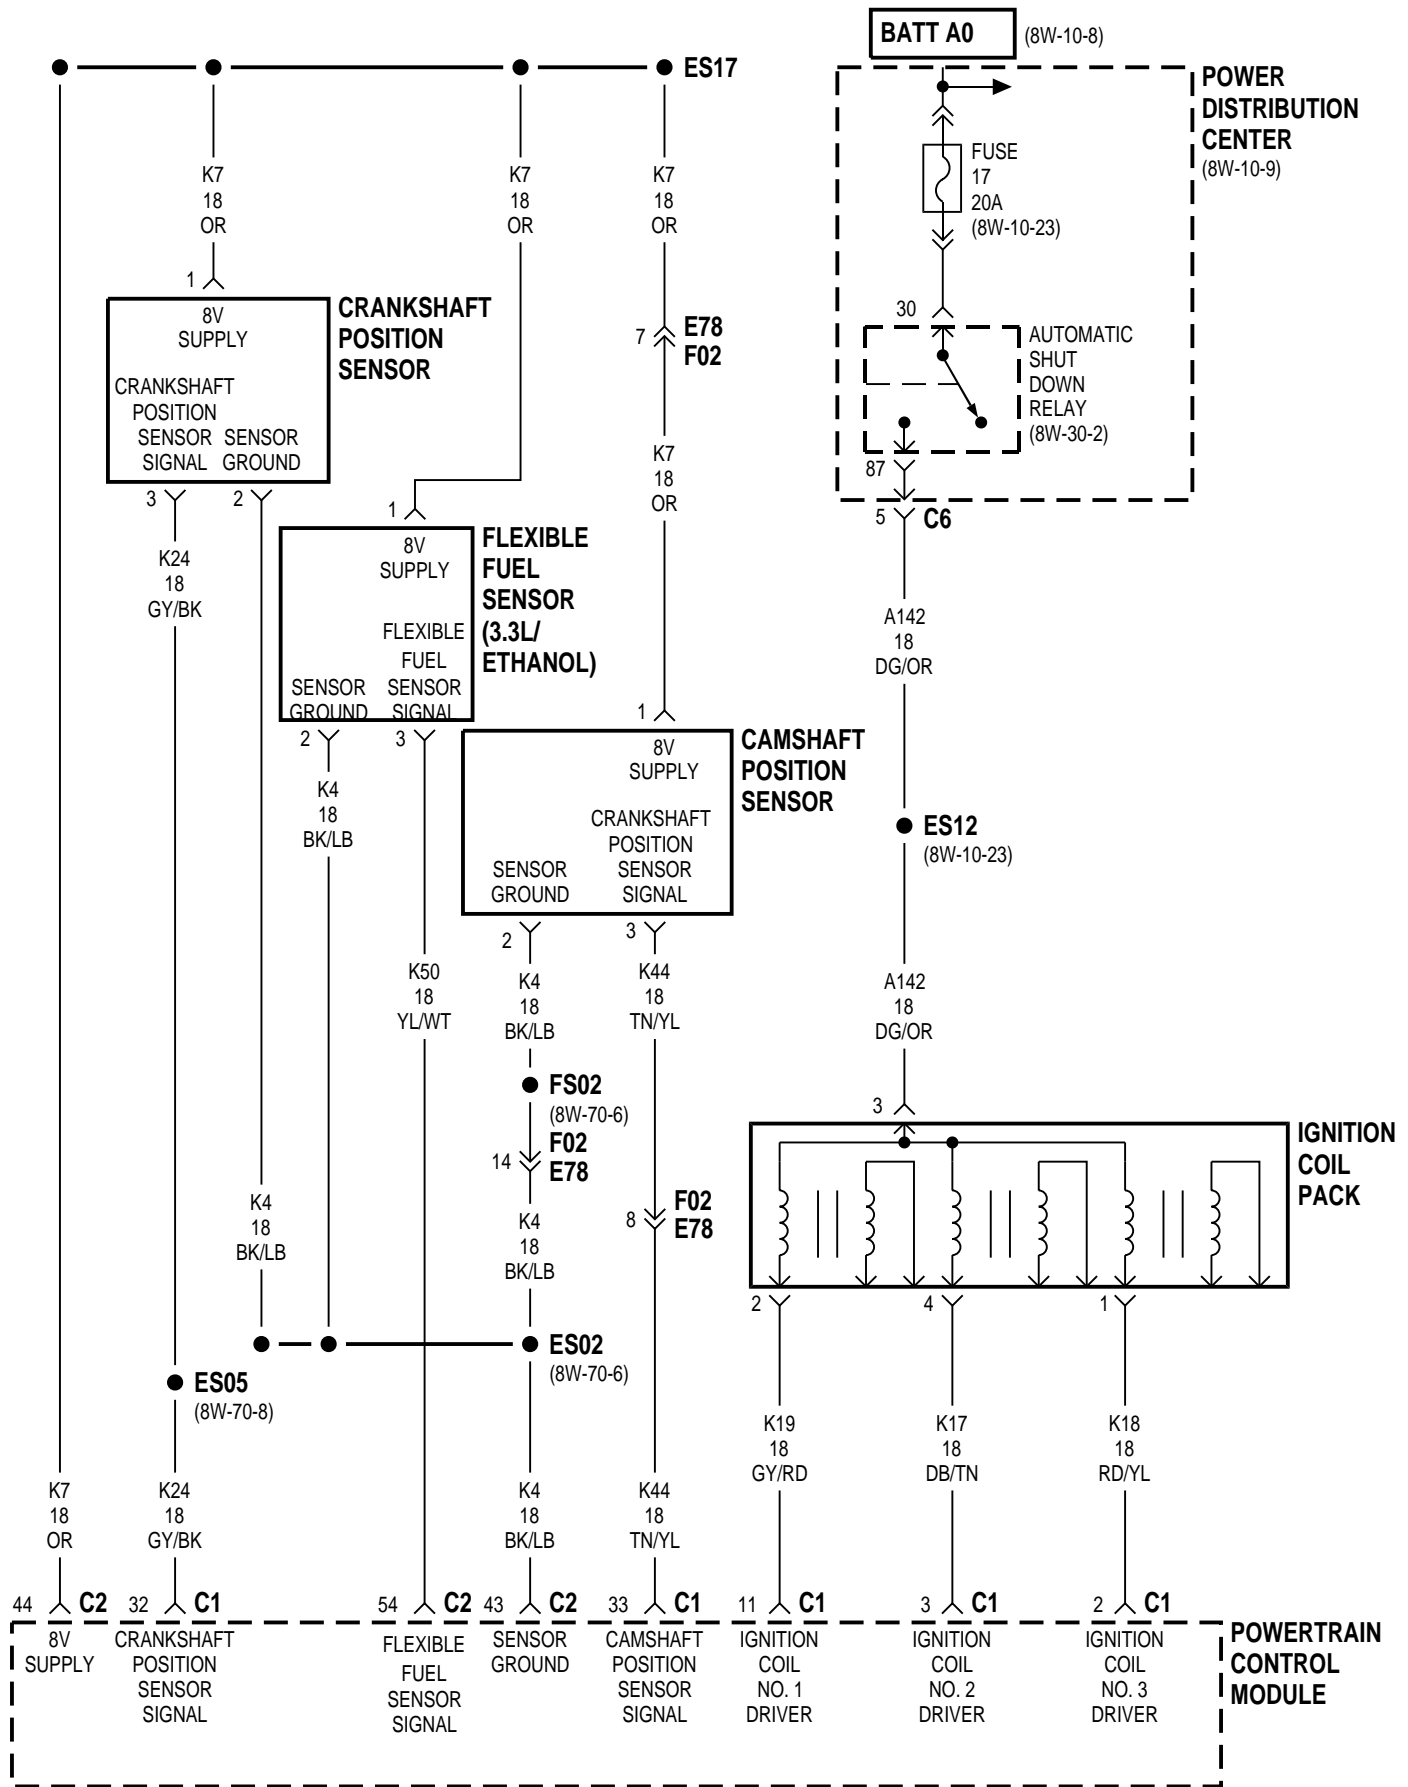 BATT A0
(8W-10-8)
ES17
POWER
DISTRIBUTION
CENTER
(8W-10-9)
FUSE
17
20A
(8W-10-23)
K7
18
OR
K7
18
OR
K7
18
OR
1
CRANKSHAFT
POSITION
SENSOR
8V
SUPPLY
CRANKSHAFT
POSITION
SENSOR
SIGNAL
SENSOR
GROUND
3
2
7
E78
F02
30
AUTOMATIC
SHUT
DOWN
RELAY
(8W-30-2)
87
5
C6
K7
18
OR
K24
18
GY/BK
1
FLEXIBLE
FUEL
SENSOR
(3.3L/
ETHANOL)
8V
SUPPLY
FLEXIBLE
FUEL
SENSOR
SIGNAL
SENSOR
GROUND
2
3
A142
18
DG/OR
1
CAMSHAFT
POSITION
SENSOR
8V
SUPPLY
CRANKSHAFT
POSITION
SENSOR
SIGNAL
SENSOR
GROUND
2
3
K4
18
BK/LB
ES12
(8W-10-23)
K50
18
YL/WT
K4
18
BK/LB
K44
18
TN/YL
A142
18
DG/OR
FS02
(8W-70-6)
14
F02
E78
3
IGNITION
COIL
PACK
K4
18
BK/LB
K4
18
BK/LB
8
F02
E78
2
4
1
ES02
(8W-70-6)
ES05
(8W-70-8)
K19
18
GY/RD
K17
18
DB/TN
K18
18
RD/YL
K7
18
OR
K24
18
GY/BK
K4
18
BK/LB
K44
18
TN/YL
44
C2
32
C1
54
C2
43
C2
33
C1
11
C1
3
C1
2
C1
8V
SUPPLY
CRANKSHAFT
POSITION
SENSOR
SIGNAL
FLEXIBLE
FUEL
SENSOR
SIGNAL
SENSOR
GROUND
CAMSHAFT
POSITION
SENSOR
SIGNAL
IGNITION
COIL
NO. 1
DRIVER
IGNITION
COIL
NO. 2
DRIVER
IGNITION
COIL
NO. 3
DRIVER
POWERTRAIN
CONTROL
MODULE